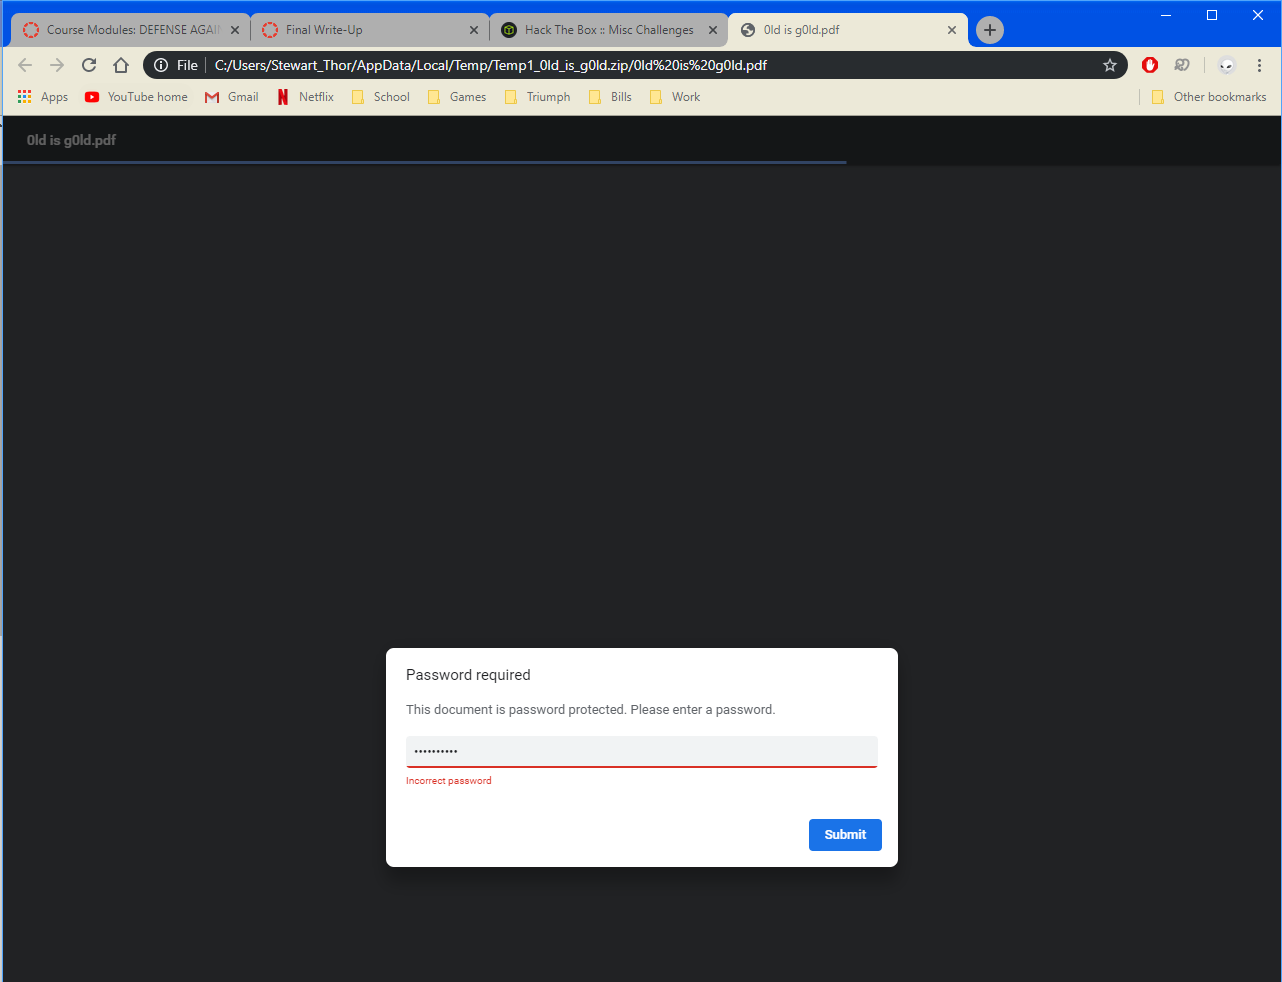 Course Modules: DEFENSE AGAI
Final Write-Up
Hack The Box :: Misc Challenges
0ld is g0ld.pdf
File
C:/Users/Stewart_Thor/AppData/Local/Temp/Temp1_0ld_is_g0ld.zip/0ld%20is%20g0ld.pdf
Apps YouTube home Gmail Netflix School Games Triumph Bills Work Other bookmarks
0ld is g0ld.pdf
Password required
This document is password protected. Please enter a password.
••••••••••
Incorrect password
Submit